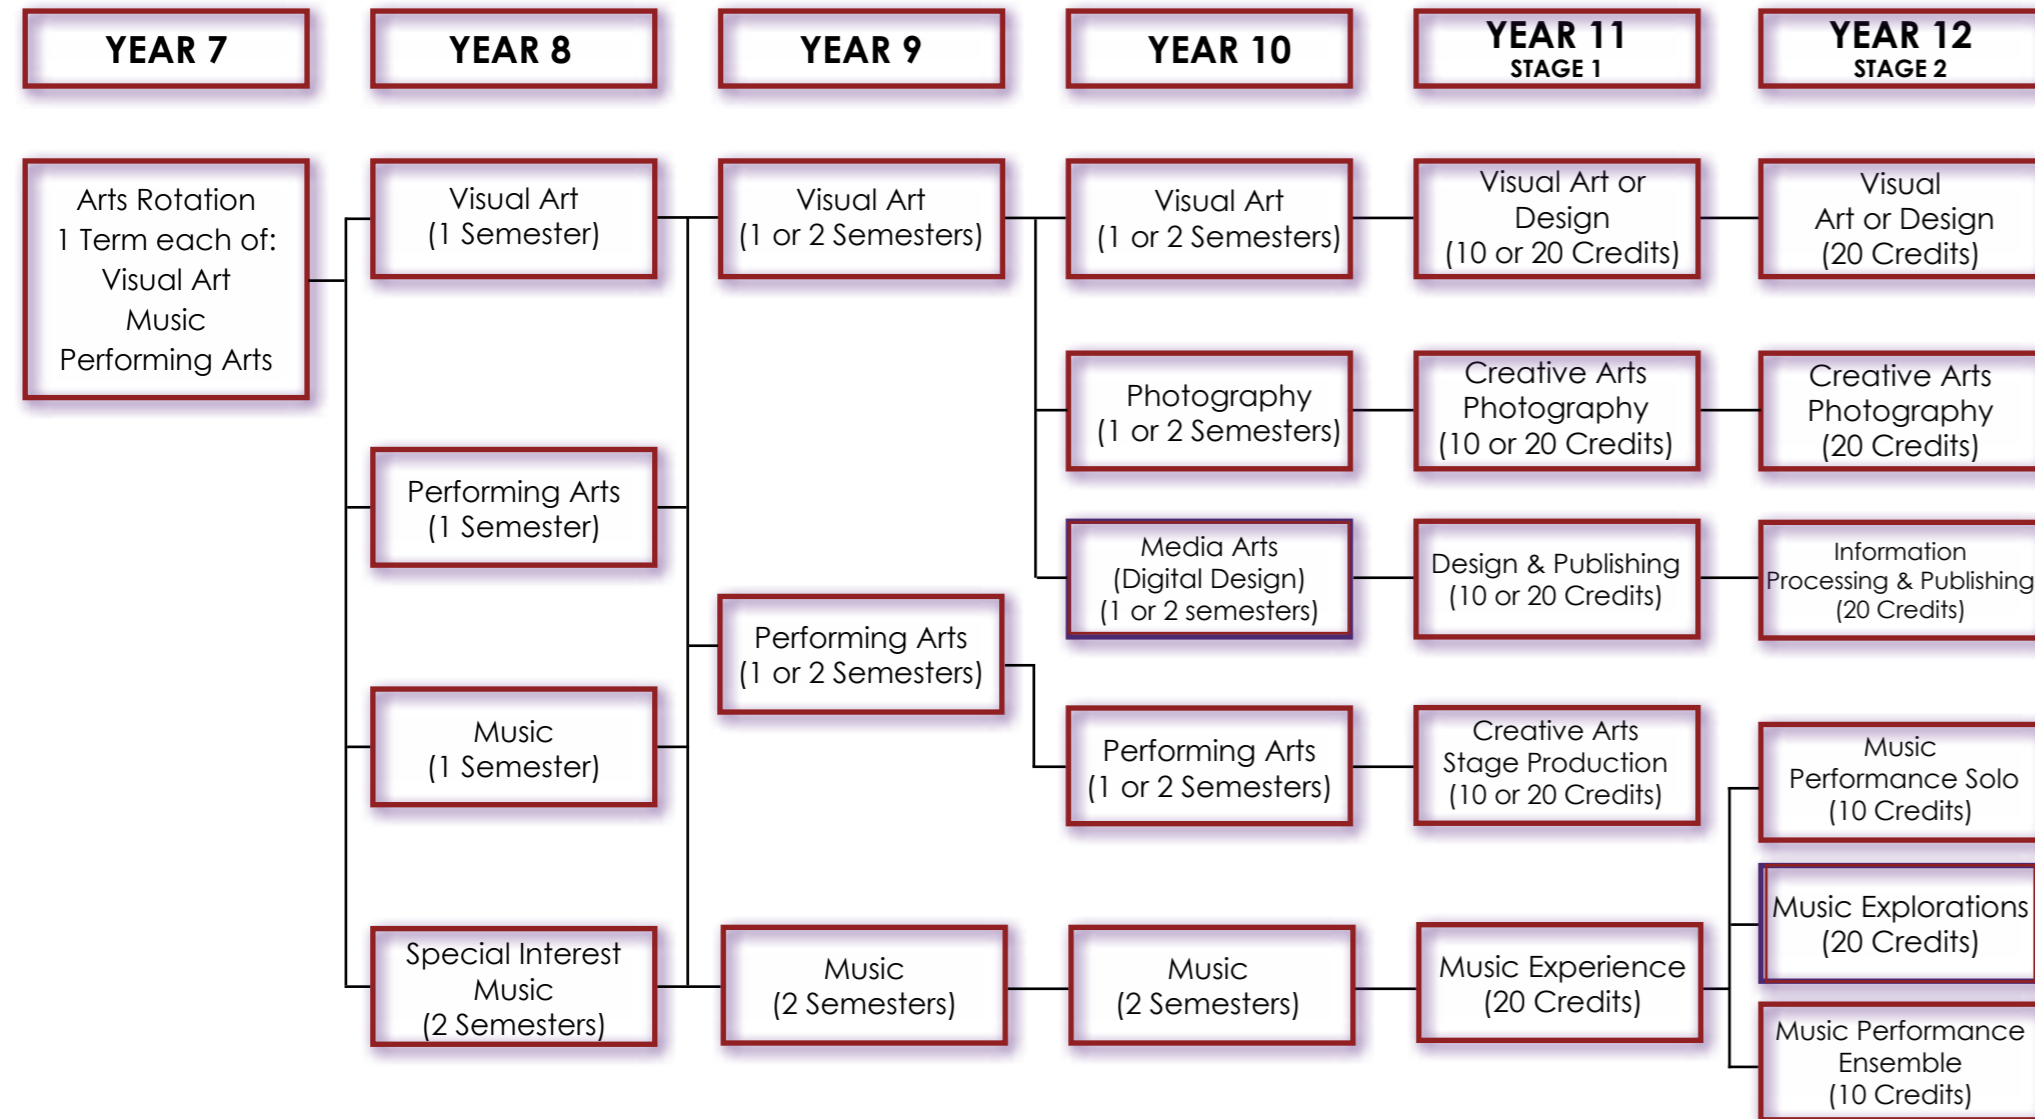 YEAR 7
YEAR 8
YEAR 9
YEAR 10
YEAR 11
STAGE 1
YEAR 12
STAGE 2
Arts Rotation
1 Term each of:
Visual Art
Music
Performing Arts
Visual Art
(1 Semester)
Performing Arts
(1 Semester)
Music
(1 Semester)
Special Interest
Music
(2 Semesters)
Visual Art
(1 or 2 Semesters)
Performing Arts
(1 or 2 Semesters)
Music
(2 Semesters)
Visual Art
(1 or 2 Semesters)
Photography
(1 or 2 Semesters)
Media Arts
(Digital Design)
(1 or 2 semesters)
Performing Arts
(1 or 2 Semesters)
Music
(2 Semesters)
Visual Art or
Design
(10 or 20 Credits)
Creative Arts
Photography
(10 or 20 Credits)
Design & Publishing
(10 or 20 Credits)
Creative Arts
Stage Production
(10 or 20 Credits)
Music Experience
(20 Credits)
Visual
Art or Design
(20 Credits)
Creative Arts
Photography
(20 Credits)
Information
Processing & Publishing
(20 Credits)
Music
Performance Solo
(10 Credits)
Music Explorations
(20 Credits)
Music Performance
Ensemble
(10 Credits)